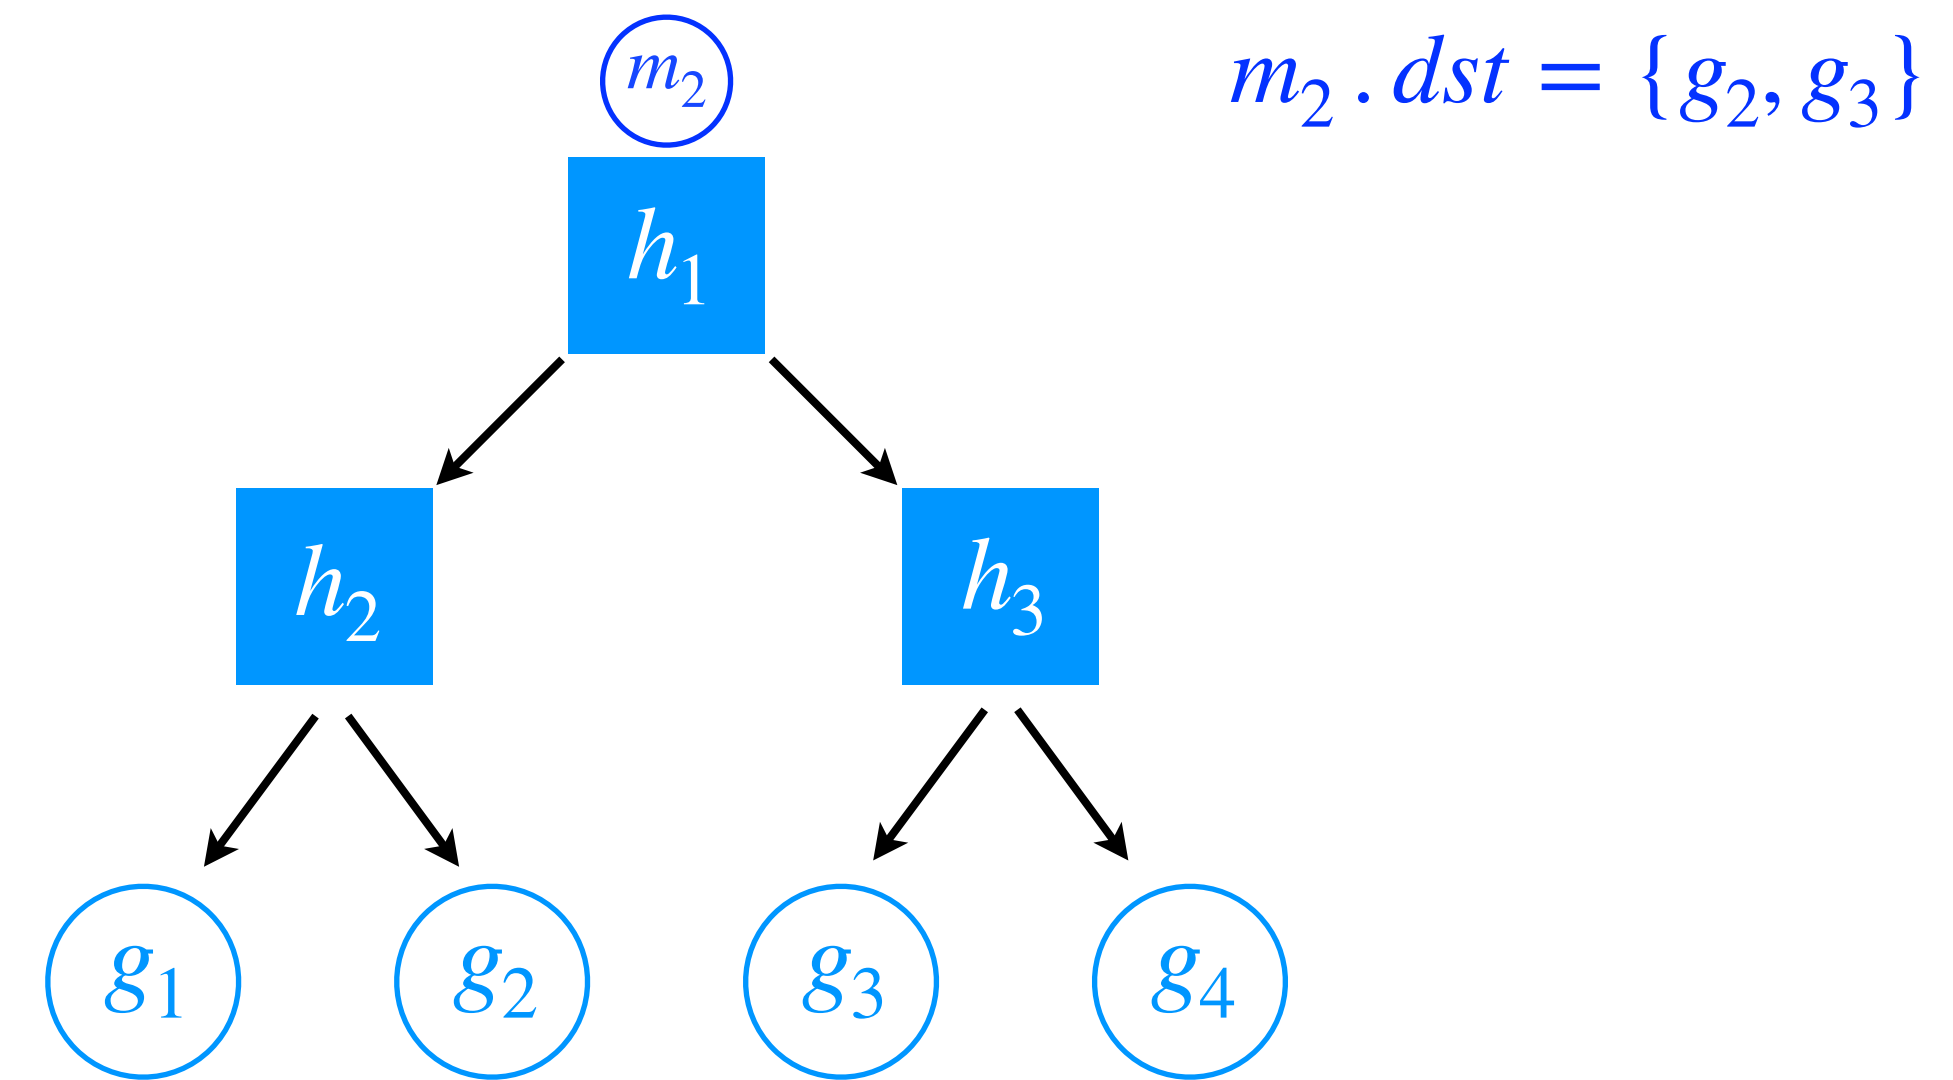 m₂
m₂ . dst = {g₂, g₃}
h₁
h₂
h₃
g₁
g₂
g₃
g₄